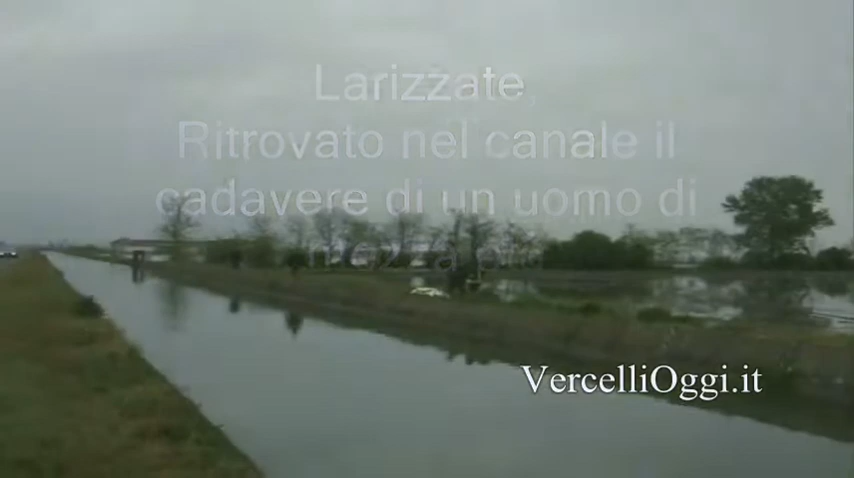 Larizzate
Ritrovato nel canale il
cadavere di un uomo di
VercelliOggi.it